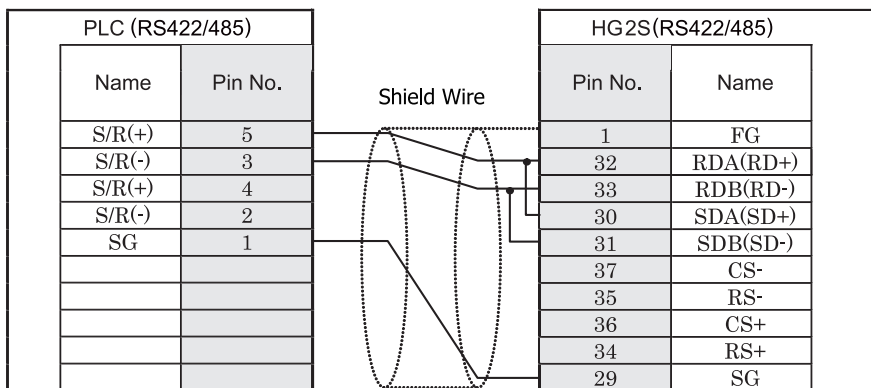 PLC (RS422/485) HG2S(RS422/485)
Name Pin No. Shield Wire Pin No. Name
S/R(+) 5 1 FG
S/R(-) 3 32 RDA(RD+)
S/R(+) 4 33 RDB(RD-)
S/R(-) 2 30 SDA(SD+)
SG 1 31 SDB(SD-)
37 CS-
35 RS-
36 CS+
34 RS+
29 SG